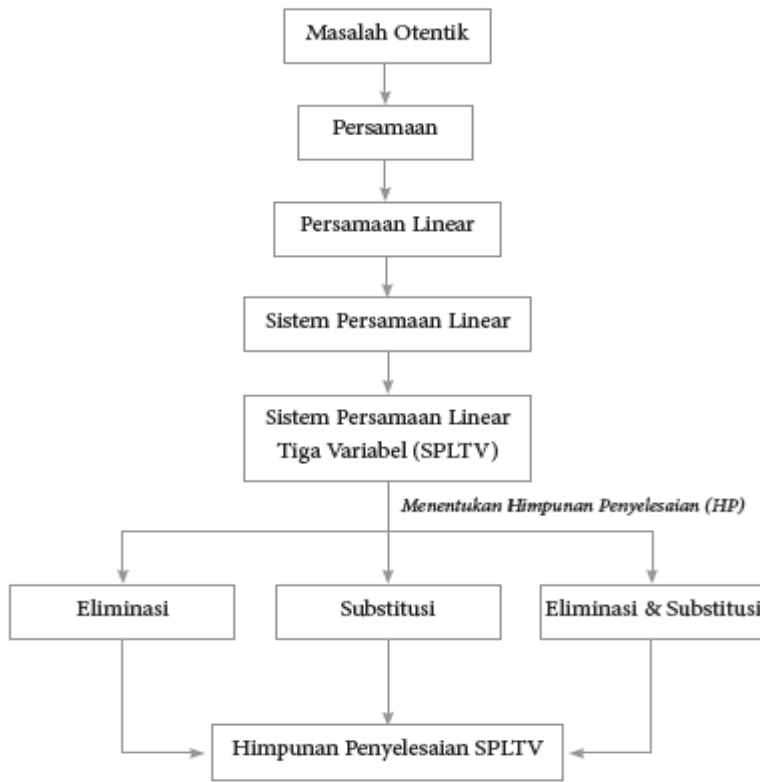 Masalah Otentik
Persamaan
Persamaan Linear
Sistem Persamaan Linear
Sistem Persamaan Linear
Tiga Variabel (SPLTV)
Menentukan Himpunan Penyelesaian (HP)
Eliminasi
Substitusi
Eliminasi & Substitusi
Himpunan Penyelesaian SPLTV